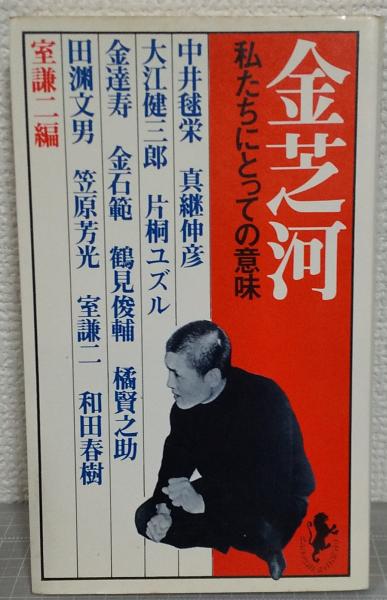 金芝河
私たちにとっての意味
中井毬栄　真継伸彦
大江健三郎　片桐ユズル
金達寿　金石範　鶴見俊輔　橘賢之助
田渊文男　笠原芳光　室謙二　和田春樹
室謙二編